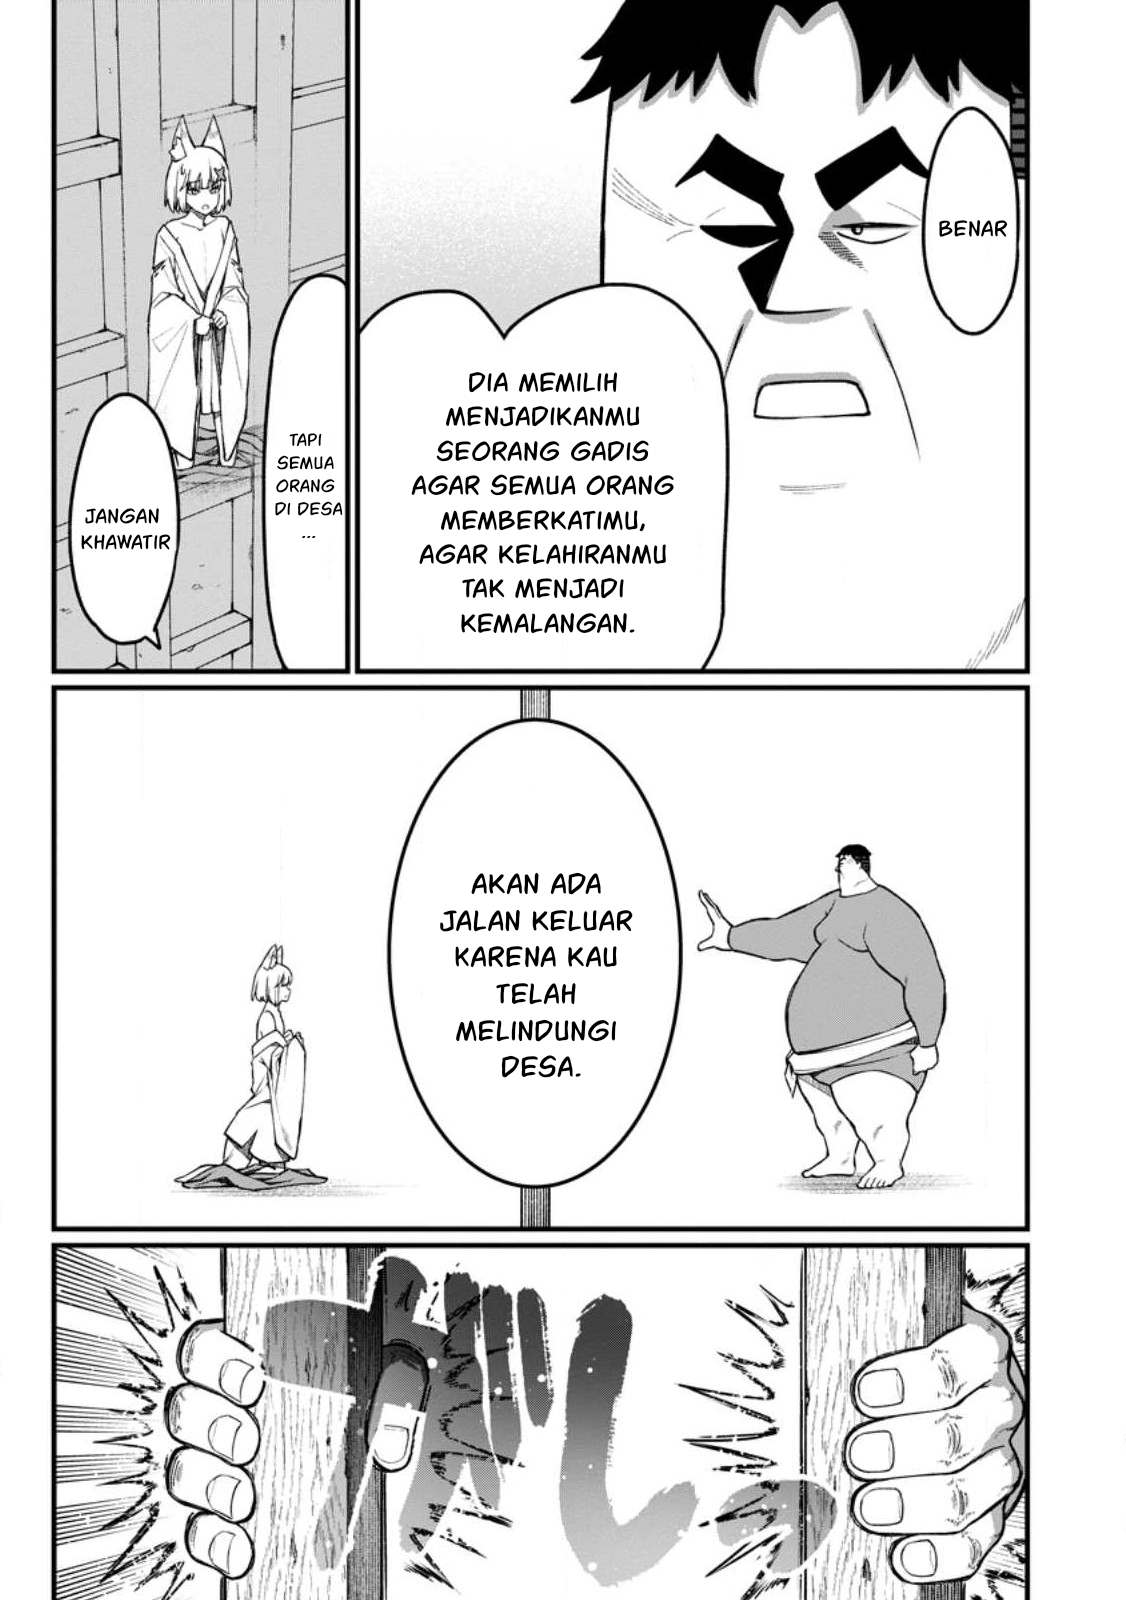 BENAR
DIA MEMILIH
MENJADIKANMU
SEORANG GADIS
AGAR SEMUA ORANG
MEMBERKATIMU,
AGAR KELAHIRANMU
TAK MENJADI
KEMALANGAN.
TAPI
SEMUA
ORANG
DI DESA
...
JANGAN
KHAWATIR
AKAN ADA
JALAN KELUAR
KARENA KAU
TELAH
MELINDUNGI
DESA.